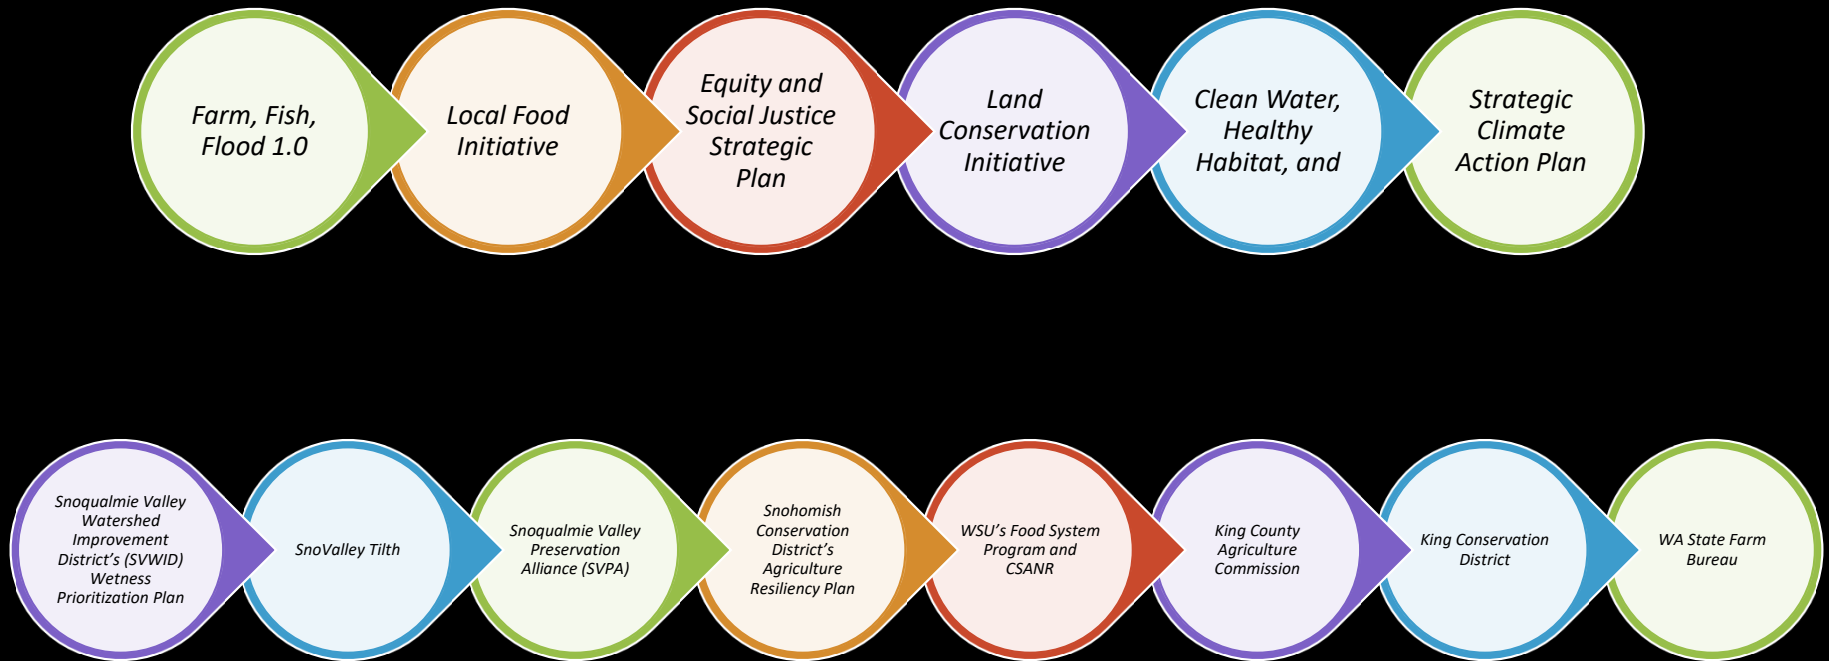 Farm, Fish,
Flood 1.0
Local Food
Initiative
Equity and
Social Justice
Strategic
Plan
Land
Conservation
Initiative
Clean Water,
Healthy
Habitat, and
Strategic
Climate
Action Plan
Snoqualmie Valley
Watershed
Improvement
District's (SVWID)
Wetness
Prioritization Plan
SnoValley Tilth
Snoqualmie Valley
Preservation
Alliance (SVPA)
Snohomish
Conservation
District's
Agriculture
Resiliency Plan
WSU's Food System
Program and
CSANR
King County
Agriculture
Commission
King Conservation
District
WA State Farm
Bureau